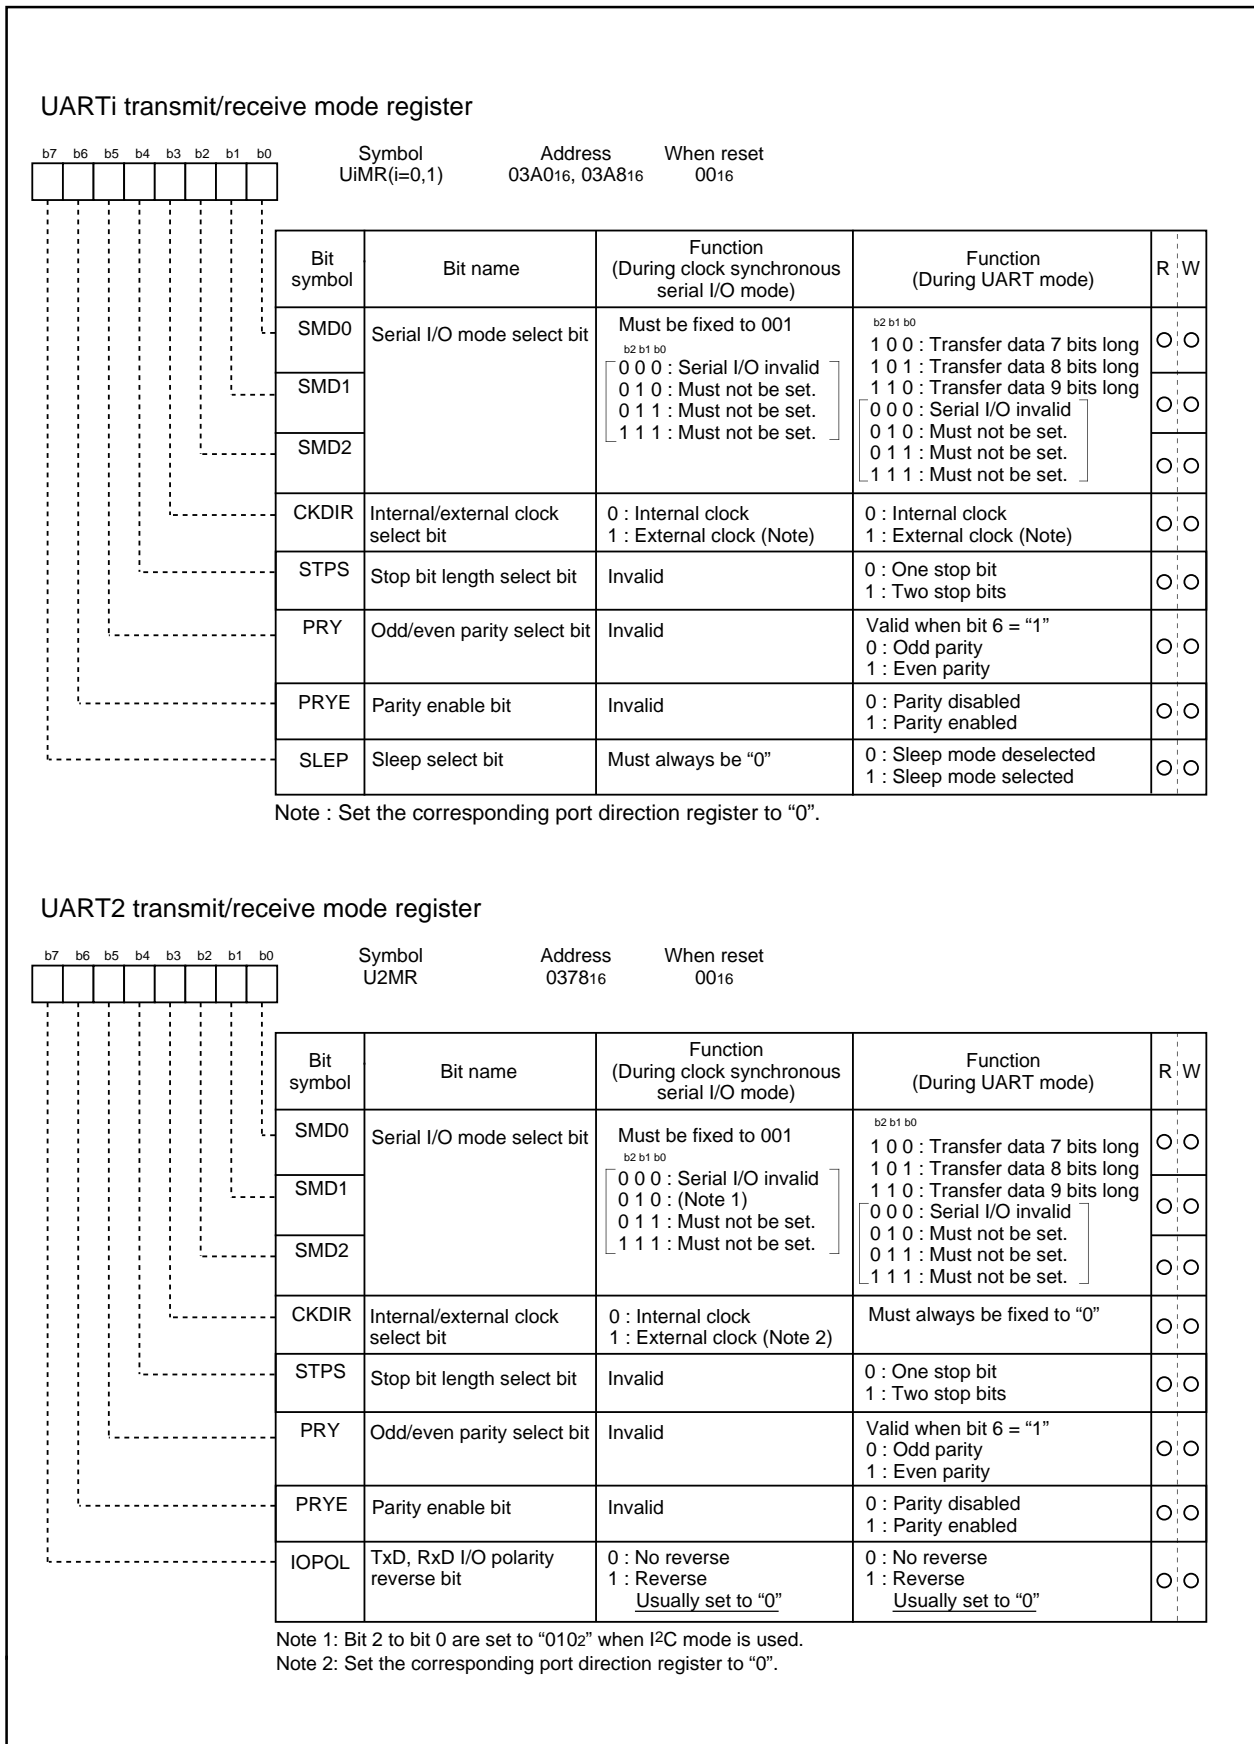 UARTi transmit/receive mode register
b7 b6 b5 b4 b3 b2 b1 b0
Symbol Address When reset
UiMR(i=0,1) 03A016, 03A816 0016
Bit symbol Bit name Function (During clock synchronous serial I/O mode) Function (During UART mode) R W
SMD0 Serial I/O mode select bit
SMD1
SMD2
Must be fixed to 001
b2 b1 b0
0 0 0 : Serial I/O invalid
0 1 0 : Must not be set.
0 1 1 : Must not be set.
1 1 1 : Must not be set.
b2 b1 b0
1 0 0 : Transfer data 7 bits long
1 0 1 : Transfer data 8 bits long
1 1 0 : Transfer data 9 bits long
0 0 0 : Serial I/O invalid
0 1 0 : Must not be set.
0 1 1 : Must not be set.
1 1 1 : Must not be set.
CKDIR Internal/external clock select bit
0 : Internal clock
1 : External clock (Note)
0 : Internal clock
1 : External clock (Note)
STPS Stop bit length select bit Invalid
0 : One stop bit
1 : Two stop bits
PRY Odd/even parity select bit Invalid
Valid when bit 6 = “1”
0 : Odd parity
1 : Even parity
PRYE Parity enable bit Invalid
0 : Parity disabled
1 : Parity enabled
SLEP Sleep select bit Must always be “0”
0 : Sleep mode deselected
1 : Sleep mode selected
Note : Set the corresponding port direction register to “0”.
UART2 transmit/receive mode register
b7 b6 b5 b4 b3 b2 b1 b0
Symbol Address When reset
U2MR 037816 0016
Bit symbol Bit name Function (During clock synchronous serial I/O mode) Function (During UART mode) R W
SMD0 Serial I/O mode select bit
SMD1
SMD2
Must be fixed to 001
b2 b1 b0
0 0 0 : Serial I/O invalid
0 1 0 : (Note 1)
0 1 1 : Must not be set.
1 1 1 : Must not be set.
b2 b1 b0
1 0 0 : Transfer data 7 bits long
1 0 1 : Transfer data 8 bits long
1 1 0 : Transfer data 9 bits long
0 0 0 : Serial I/O invalid
0 1 0 : Must not be set.
0 1 1 : Must not be set.
1 1 1 : Must not be set.
CKDIR Internal/external clock select bit
0 : Internal clock
1 : External clock (Note 2)
Must always be fixed to “0”
STPS Stop bit length select bit Invalid
0 : One stop bit
1 : Two stop bits
PRY Odd/even parity select bit Invalid
Valid when bit 6 = “1”
0 : Odd parity
1 : Even parity
PRYE Parity enable bit Invalid
0 : Parity disabled
1 : Parity enabled
IOPOL TxD, RxD I/O polarity reverse bit
0 : No reverse
1 : Reverse
Usually set to “0”
0 : No reverse
1 : Reverse
Usually set to “0”
Note 1: Bit 2 to bit 0 are set to “0102” when I2C mode is used.
Note 2: Set the corresponding port direction register to “0”.